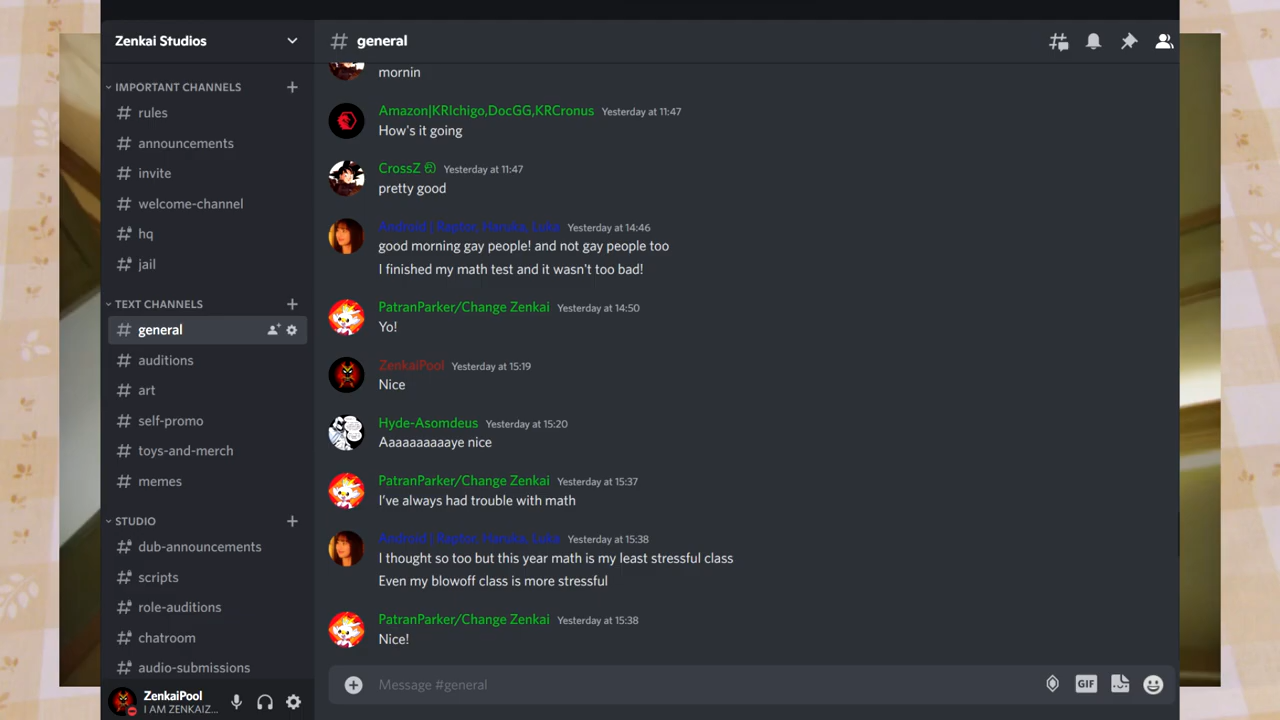 Zenkai Studios
general
IMPORTANT CHANNELS
rules
announcements
invite
welcome-channel
hq
jail
TEXT CHANNELS
general
auditions
art
self-promo
toys-and-merch
memes
STUDIO
dub-announcements
scripts
role-auditions
chatroom
audio-submissions
ZenkaiPool
I AM ZENKAIZ...
mornin
Amazon|KRIchigo,DocGG,KRCronus Yesterday at 11:47
How's it going
CrossZ Yesterday at 11:47
pretty good
Android | Raptor, Haruka, Luka Yesterday at 14:46
good morning gay people! and not gay people too
I finished my math test and it wasn't too bad!
PatranParker/Change Zenkai Yesterday at 14:50
Yo!
ZenkaiPool Yesterday at 15:19
Nice
Hyde-Asomdeus Yesterday at 15:20
Aaaaaaaaaaye nice
PatranParker/Change Zenkai Yesterday at 15:37
I've always had trouble with math
Android | Raptor, Haruka, Luka Yesterday at 15:38
I thought so too but this year math is my least stressful class
Even my blowoff class is more stressful
PatranParker/Change Zenkai Yesterday at 15:38
Nice!
Message #general
GIF